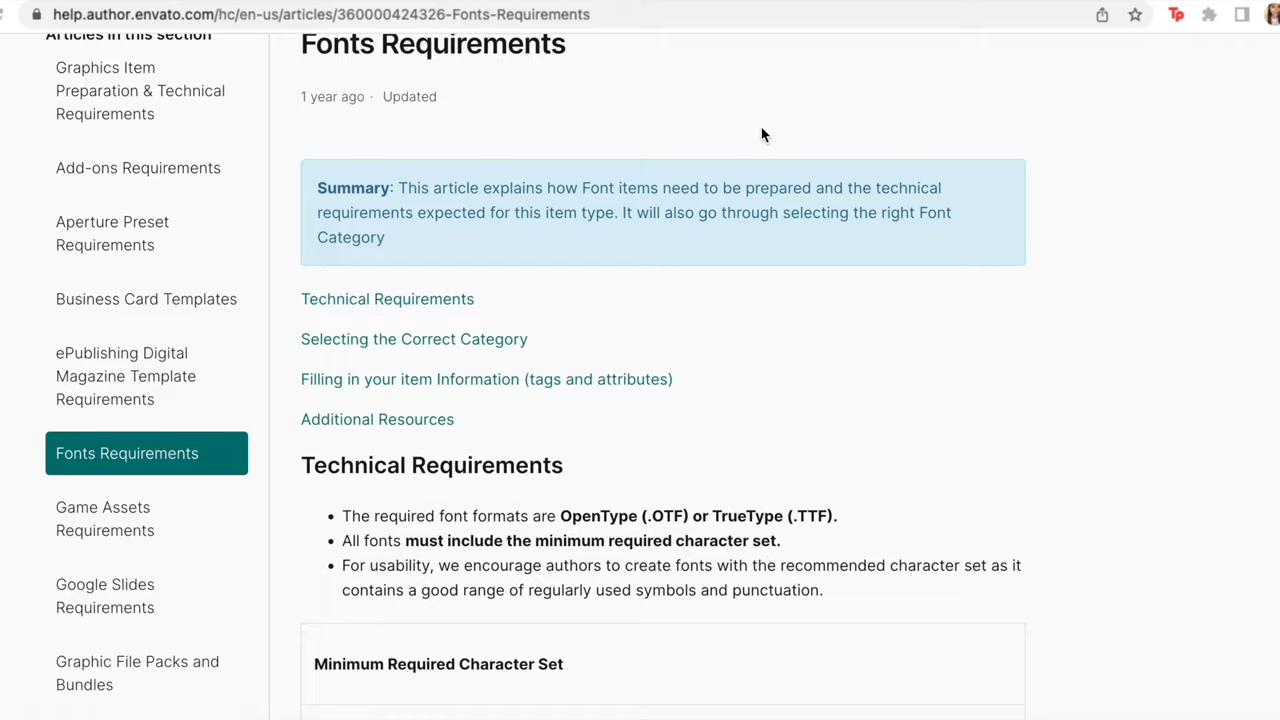 help.author.envato.com/hc/en-us/articles/360000424326-Fonts-Requirements
Tp
Articles in this section
Graphics Item
Preparation & Technical
Requirements
Add-ons Requirements
Aperture Preset
Requirements
Business Card Templates
ePublishing Digital
Magazine Template
Requirements
Fonts Requirements
Game Assets
Requirements
Google Slides
Requirements
Graphic File Packs and
Bundles
Fonts Requirements
1 year ago · Updated
Summary: This article explains how Font items need to be prepared and the technical
requirements expected for this item type. It will also go through selecting the right Font
Category
Technical Requirements
Selecting the Correct Category
Filling in your item Information (tags and attributes)
Additional Resources
Technical Requirements
• The required font formats are OpenType (.OTF) or TrueType (.TTF).
• All fonts must include the minimum required character set.
• For usability, we encourage authors to create fonts with the recommended character set as it
contains a good range of regularly used symbols and punctuation.
Minimum Required Character Set